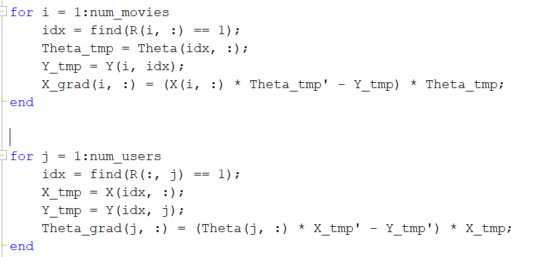 for i = 1:num_movies
    idx = find(R(i, :) == 1);
    Theta_tmp = Theta(idx, :);
    Y_tmp = Y(i, idx);
    X_grad(i, :) = (X(i, :) * Theta_tmp' - Y_tmp) * Theta_tmp;
end
for j = 1:num_users
    idx = find(R(:, j) == 1);
    X_tmp = X(idx, :);
    Y_tmp = Y(idx, j);
    Theta_grad(j, :) = (Theta(j, :) * X_tmp' - Y_tmp') * X_tmp;
end